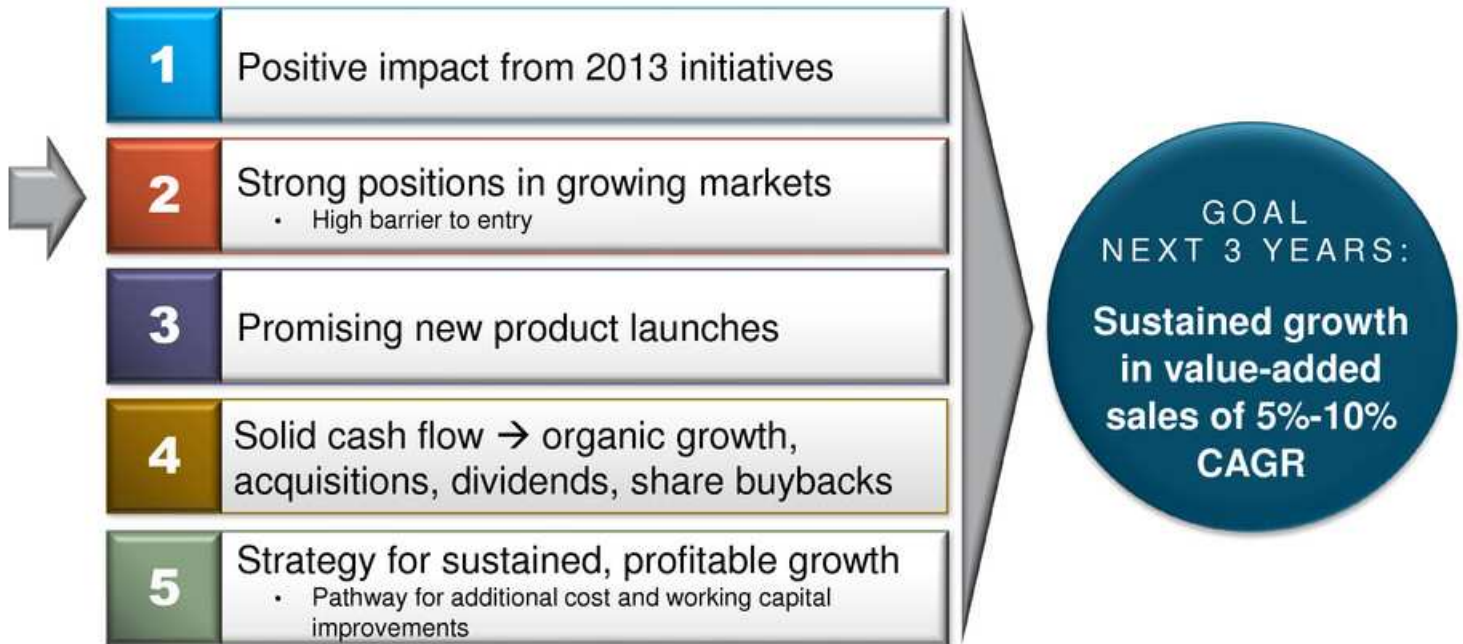 1
Positive impact from 2013 initiatives
2
Strong positions in growing markets
• High barrier to entry
3
Promising new product launches
4
Solid cash flow → organic growth,
acquisitions, dividends, share buybacks
5
Strategy for sustained, profitable growth
• Pathway for additional cost and working capital
improvements
GOAL
NEXT 3 YEARS:
Sustained growth
in value-added
sales of 5%-10%
CAGR